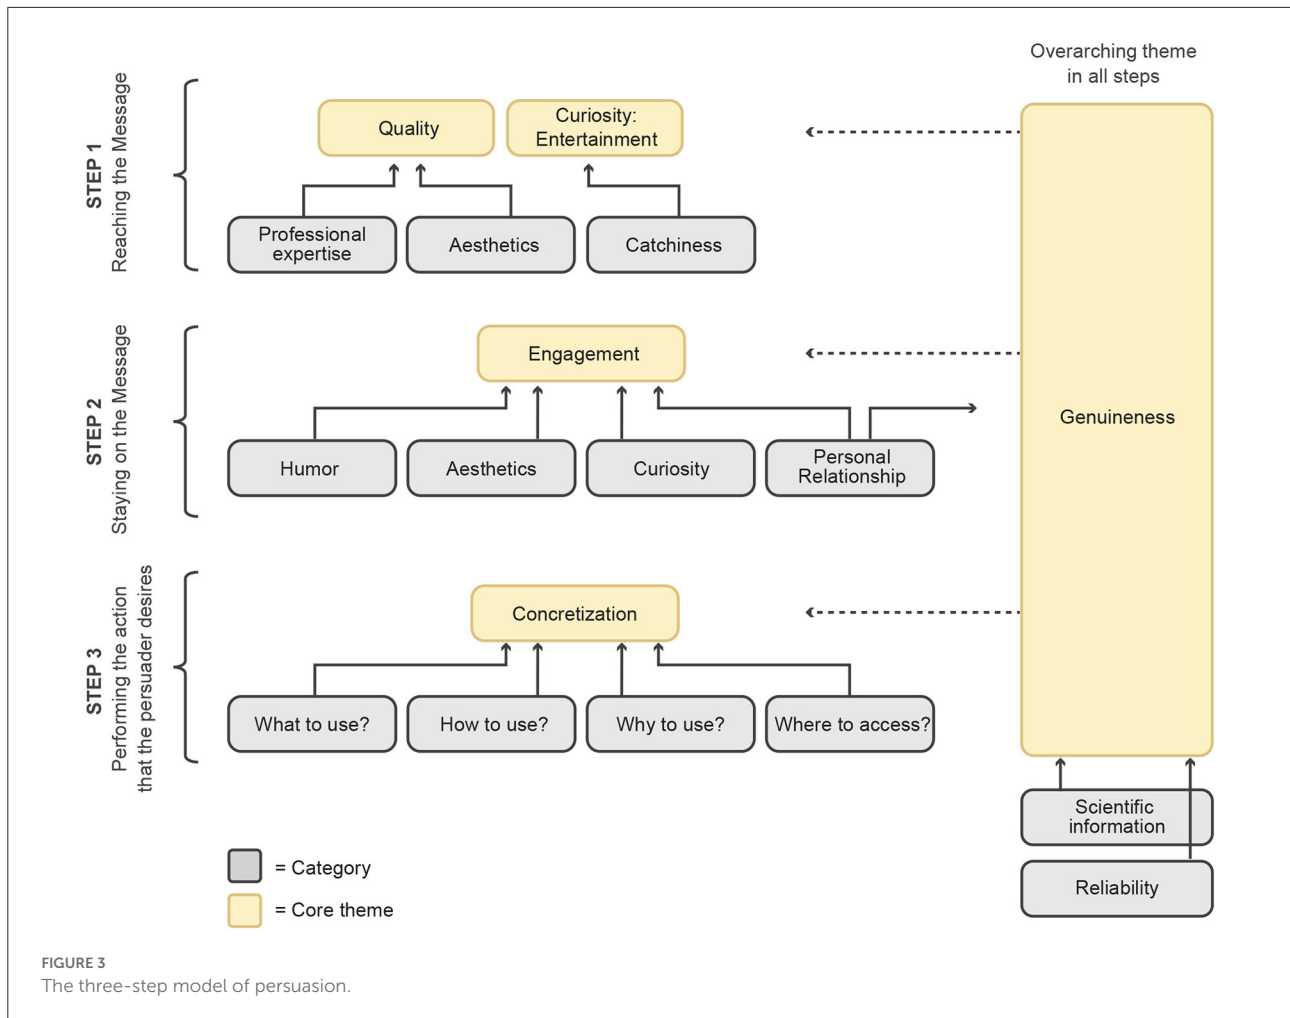 Overarching theme
in all steps
STEP 1
Reaching the Message
Quality
Curiosity:
Entertainment
Professional
expertise
Aesthetics
Catchiness
STEP 2
Staying on the Message
Engagement
Humor
Aesthetics
Curiosity
Personal
Relationship
Genuineness
STEP 3
Performing the action
that the persuader desires
Concretization
What to use?
How to use?
Why to use?
Where to access?
Scientific
information
Reliability
= Category
= Core theme
FIGURE 3
The three-step model of persuasion.